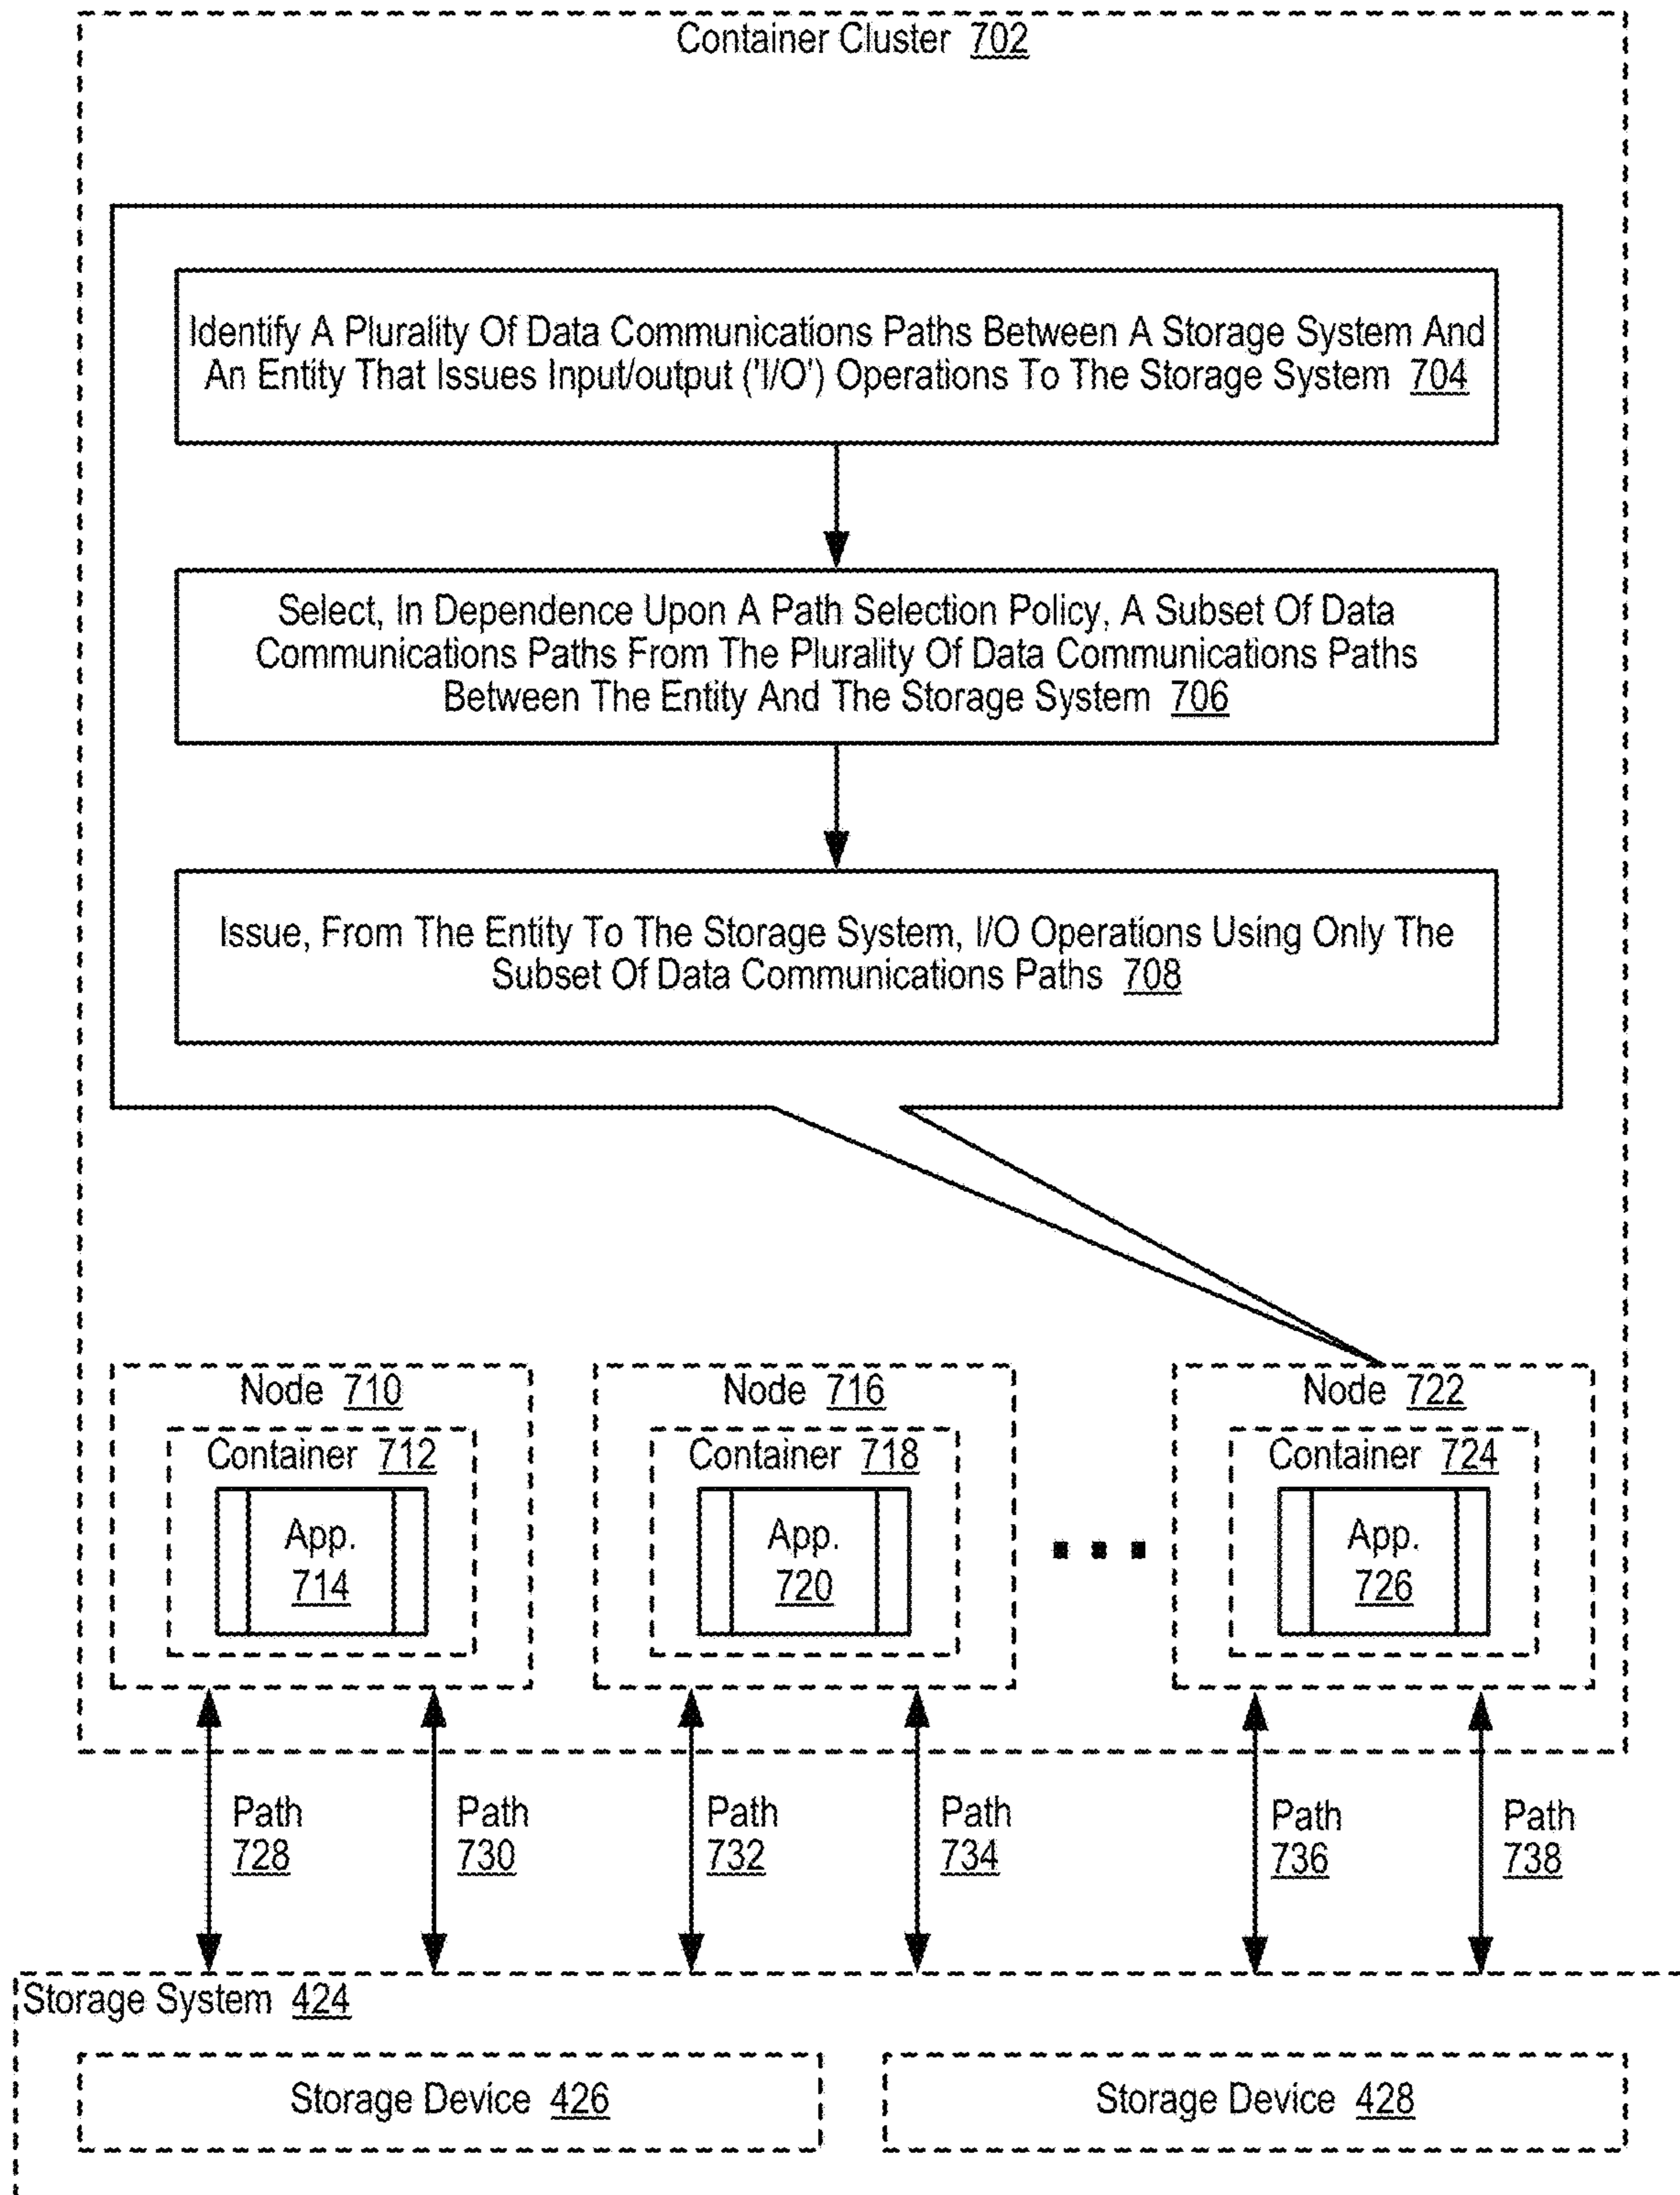 Container Cluster 702
Identify A Plurality Of Data Communications Paths Between A Storage System And
An Entity That Issues Input/output ('I/O') Operations To The Storage System 704
Select, In Dependence Upon A Path Selection Policy, A Subset Of Data
Communications Paths From The Plurality Of Data Communications Paths
Between The Entity And The Storage System 706
Issue, From The Entity To The Storage System, I/O Operations Using Only The
Subset Of Data Communications Paths 708
Node 710
Container 712
App.
714
Node 716
Container 718
App.
720
Node 722
Container 724
App.
726
Path
728
Path
730
Path
732
Path
734
Path
736
Path
738
Storage System 424
Storage Device 426
Storage Device 428